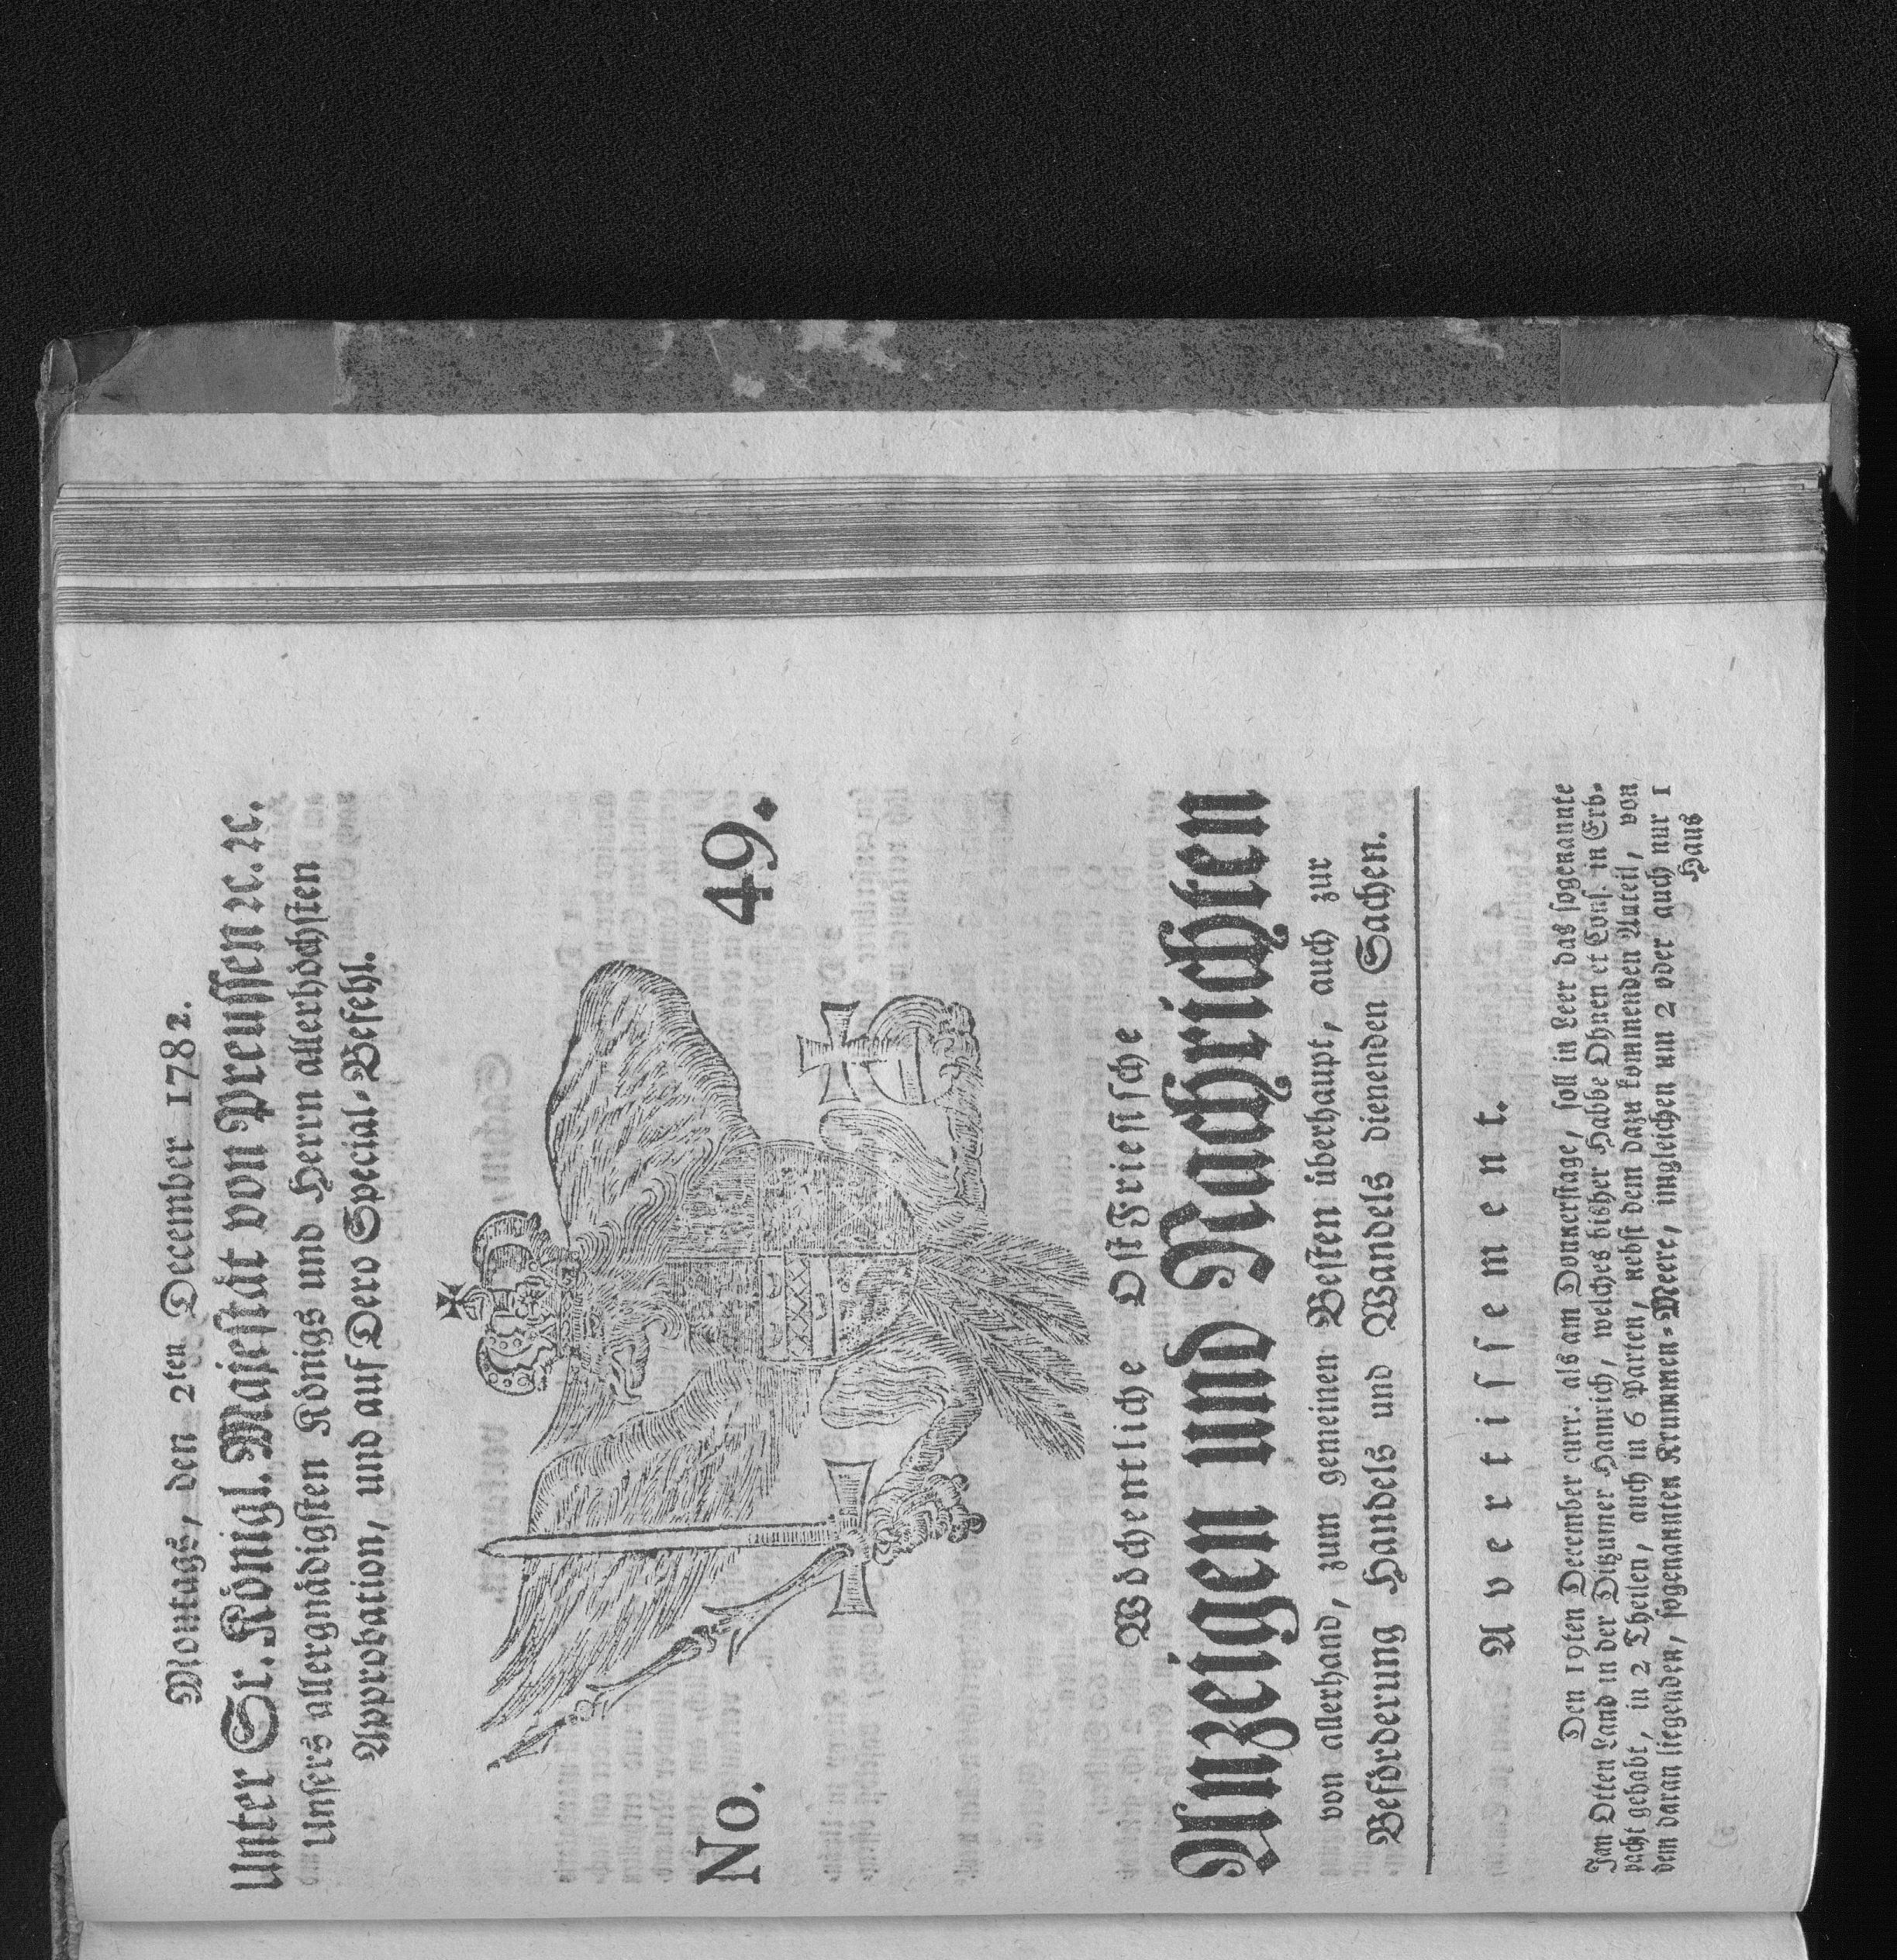 Montags, den 2ten December 1782.
Unter Sr. Königl. Majestät von Preussen ꝛc. ꝛc.
Unsers allergnädigsten Königs und Herrn allerhöchsten
Approbation, und auf Dero Special-Befehl.
No. 49.
Wöchentliche Ost Friesische
Anzeigen und Nachrichten
von allerhand, zum gemeinen Besten überhaupt, auch zur
Beförderung Handels und Wandels dienenden Sachen.
Avertissement.
Den 19ten December curr. als am Donnerstage, soll in Leer das sogenannte
Jan Otten Land in der Ditzumer Hamrich, welches bisher Habbe Ohnen et Cons. in Erb-
pacht gehabt, in 2 Theilen, auch in 6 Parten, nebst dem dazu kommenden Anteil, von
dem daran liegenden, sogenannten Krummen-Meere, imgleichen um 2 oder auch nur 1
Haus